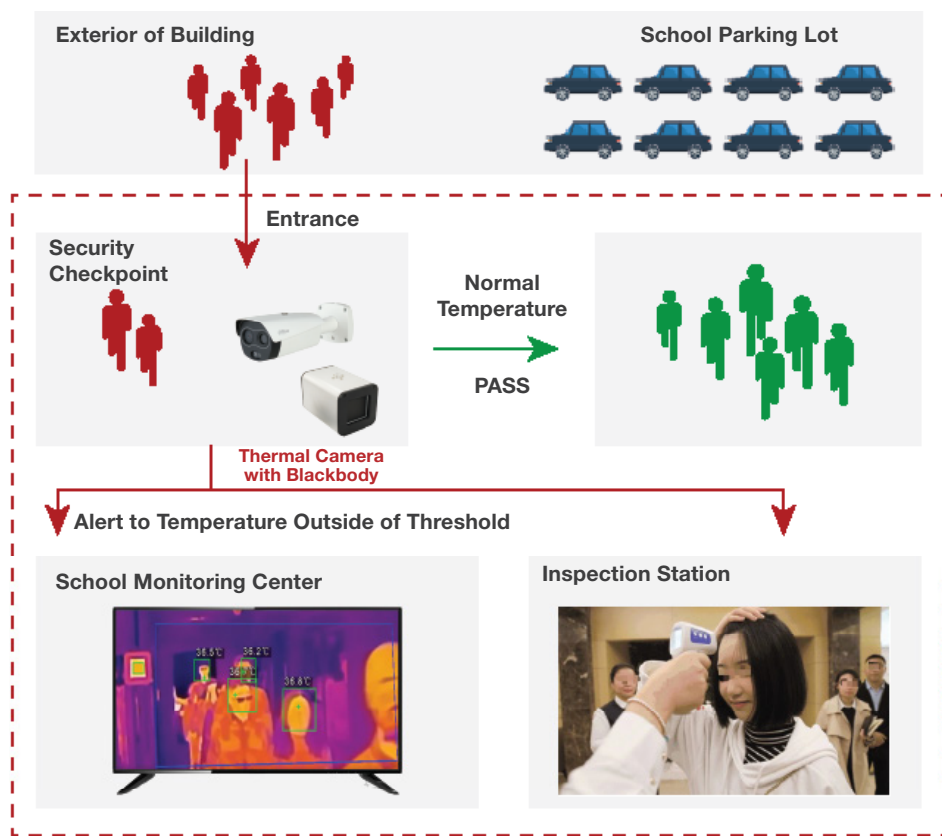 Exterior of Building
School Parking Lot
Entrance
Security
Checkpoint
Normal
Temperature
PASS
Thermal Camera
with Blackbody
Alert to Temperature Outside of Threshold
School Monitoring Center
Inspection Station
36.5°C
36.2°C
36.8°C